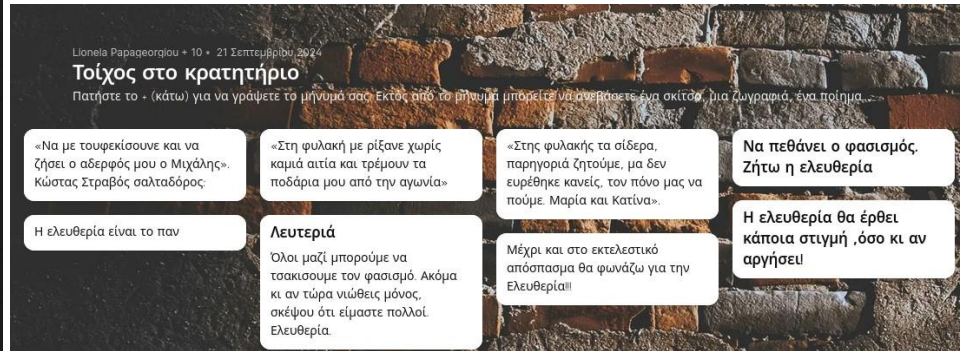 Lionela Papageorgiou + 10 • 21 Σεπτεμβρίου 2024
Τοίχος στο κρατητήριο
Πατήστε το + (κάτω) για να γράψετε το μήνυμά σας. Εκτός από το μήνυμα μπορείτε να ανεβάσετε ένα σκίτσο, μια ζωγραφιά, ένα ποίημα...
«Να με τουφεκίσουνε και να
ζήσει ο αδερφός μου ο Μιχάλης».
Κώστας Στραβός σαλταδόρος·
Η ελευθερία είναι το παν
«Στη φυλακή με ρίξανε χωρίς
καμιά αιτία και τρέμουν τα
ποδάρια μου από την αγωνία»
Λευτεριά
Όλοι μαζί μπορούμε να
τσακισουμε τον φασισμό. Ακόμα
κι αν τώρα νιώθεις μόνος,
σκέψου ότι είμαστε πολλοί.
Ελευθερία.
«Στης φυλακής τα σίδερα,
παρηγοριά ζητούμε, μα δεν
ευρέθηκε κανείς, τον πόνο μας να
πούμε. Μαρία και Κατίνα».
Μέχρι και στο εκτελεστικό
απόσπασμα θα φωνάζω για την
Ελευθερία!!!
Να πεθάνει ο φασισμός.
Ζήτω η ελευθερία
Η ελευθερία θα έρθει
κάποια στιγμή ,όσο κι αν
αργήσει!